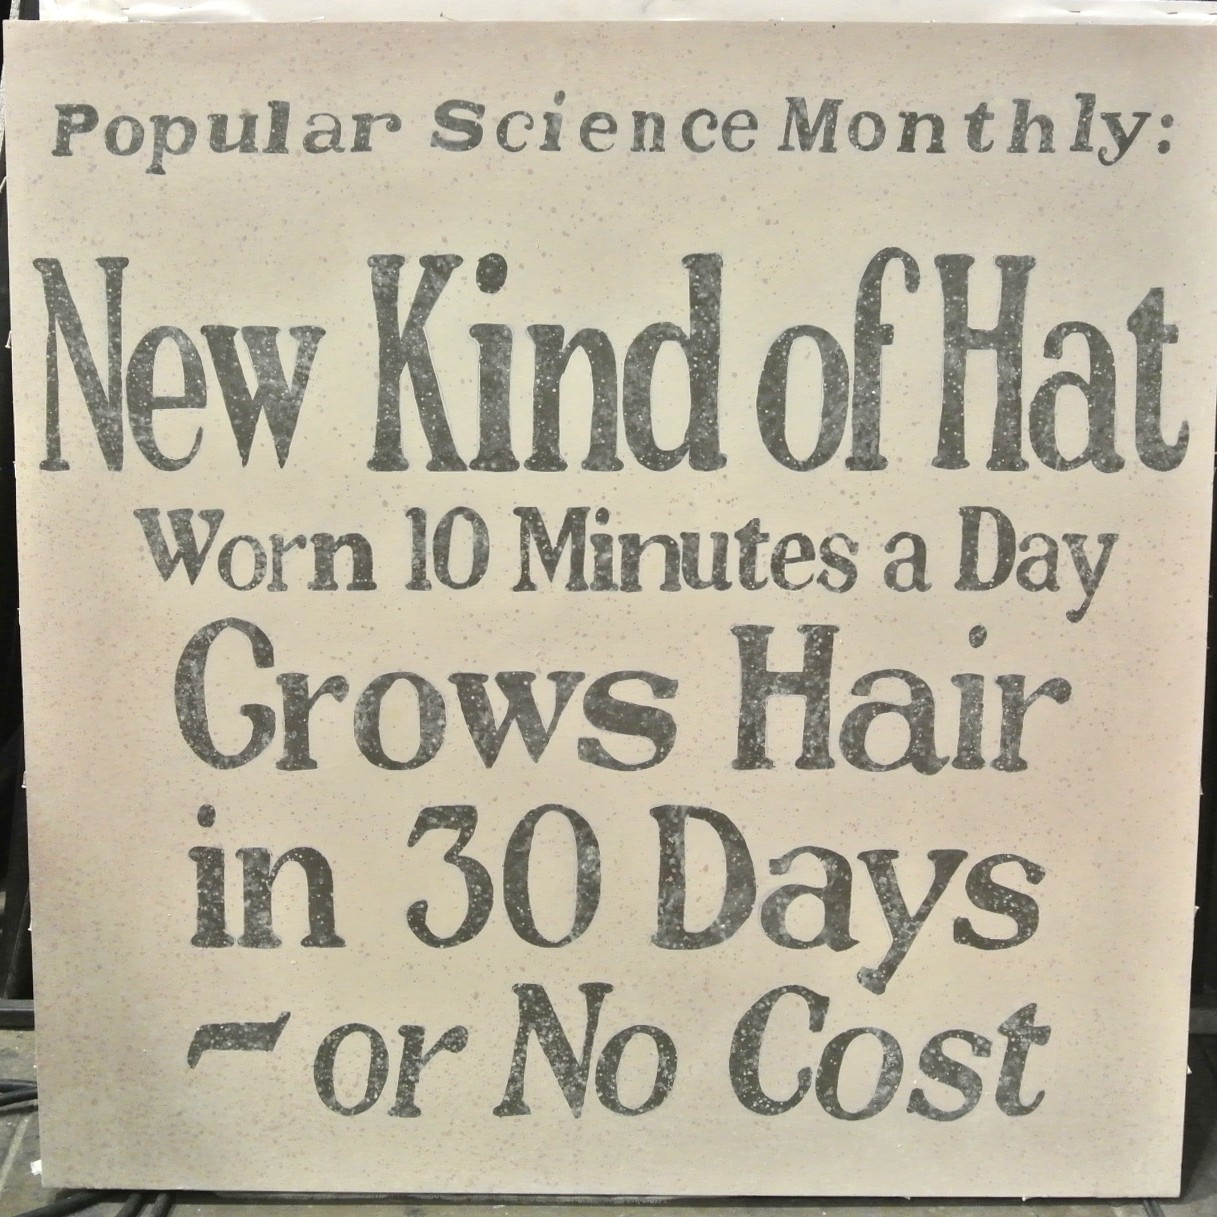 Popular Science Monthly:
New Kind of Hat
Worn 10 Minutes a Day
Grows Hair
in 30 Days
~or No Cost